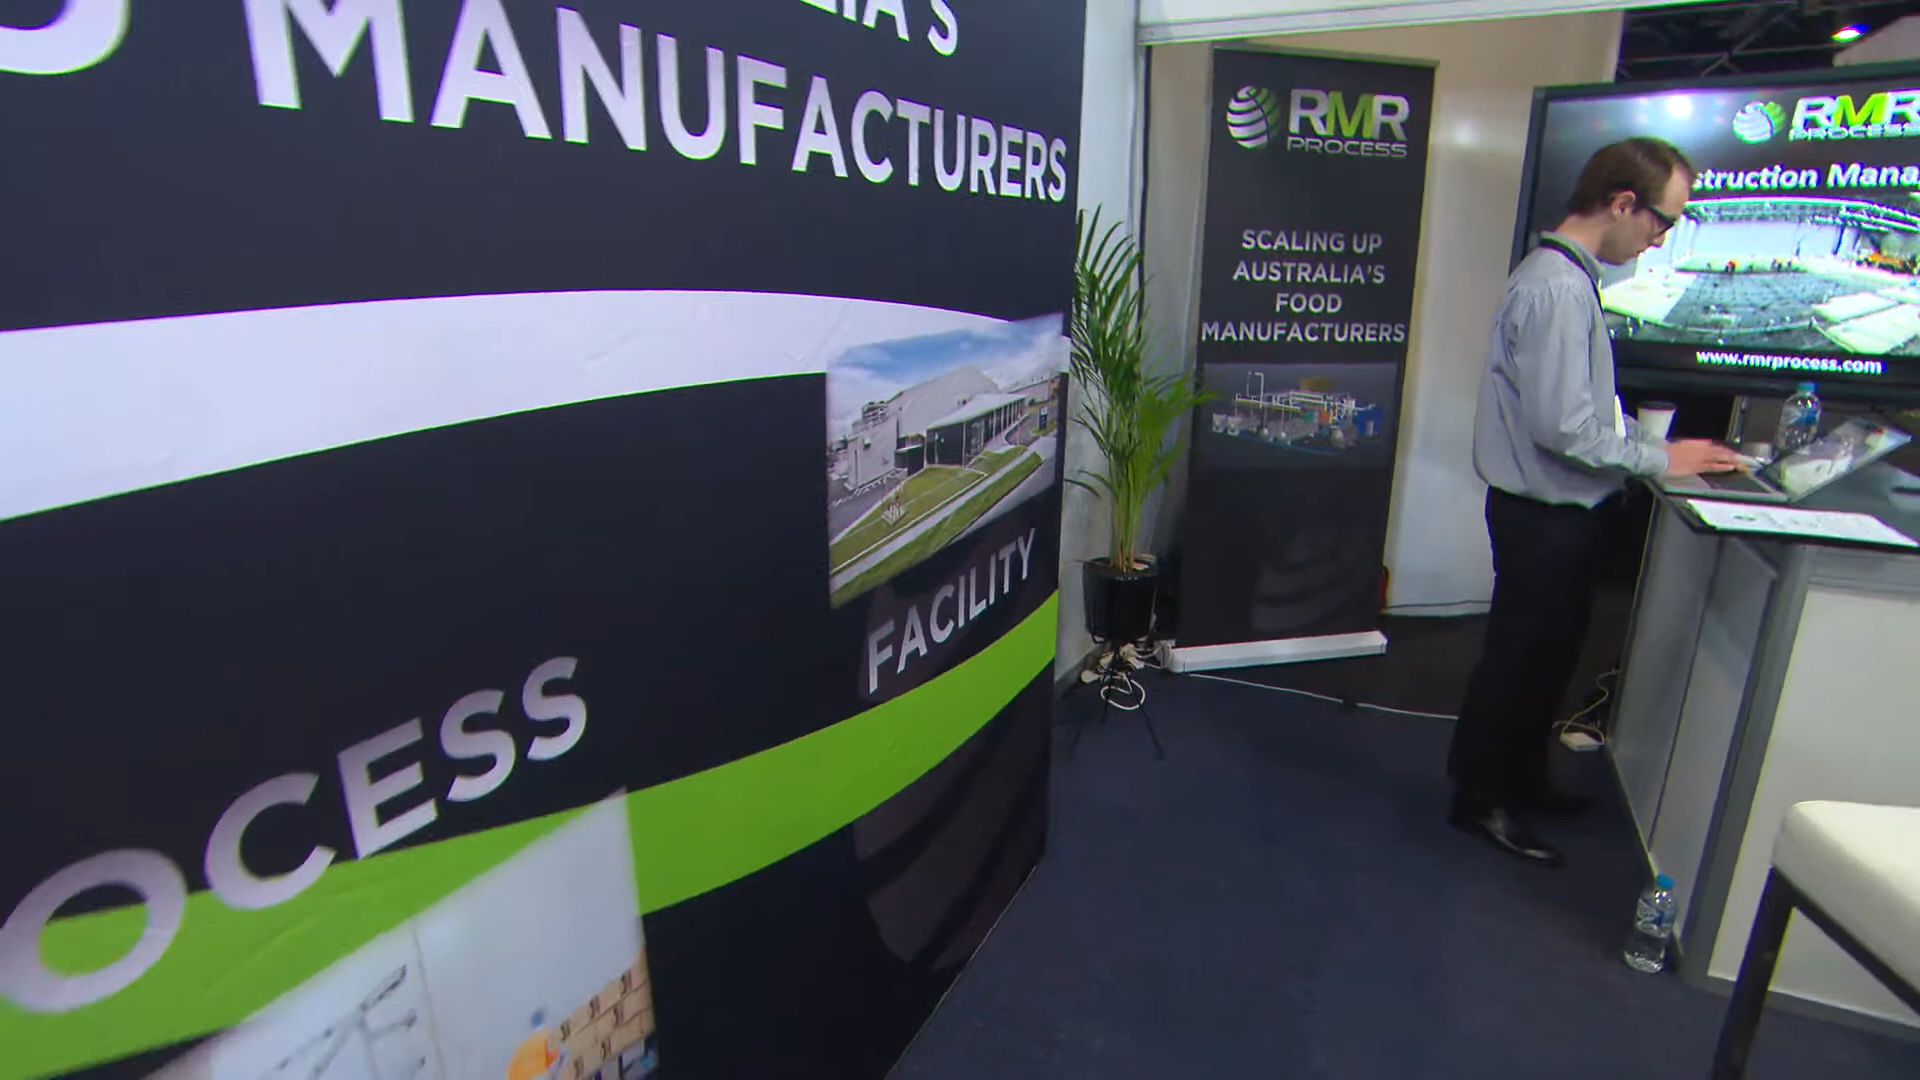 MANUFACTURERS
FACILITY
OCESS
RMR
PROCESS
SCALING UP
AUSTRALIA'S
FOOD
MANUFACTURERS
RMR
PROCESS
struction Mana
www.rmrprocess.com